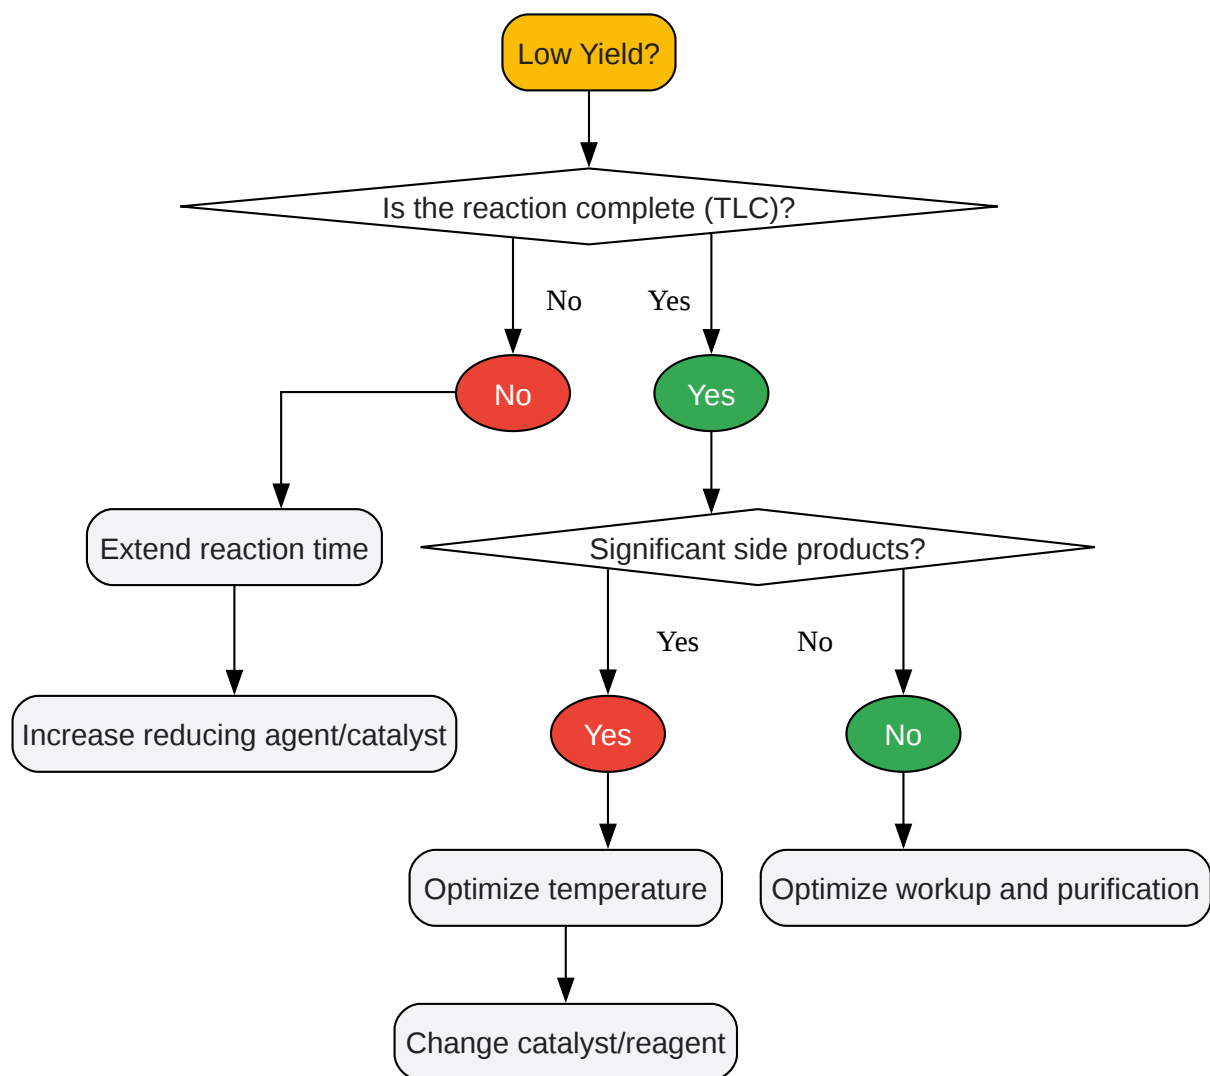 Low Yield?
Is the reaction complete (TLC)?
No
Yes
No
Yes
Extend reaction time
Significant side products?
Yes
No
Increase reducing agent/catalyst
Yes
No
Optimize temperature
Optimize workup and purification
Change catalyst/reagent